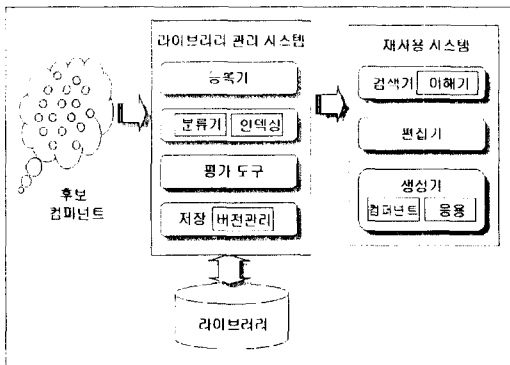 라이브러리 관리 시스템
등록기
분류기 인덱싱
평가 도구
저장 버전관리
재사용 시스템
검색기 이해기
편집기
생성기
컴퍼넌트 응용
후보
컴퍼넌트
라이브러리